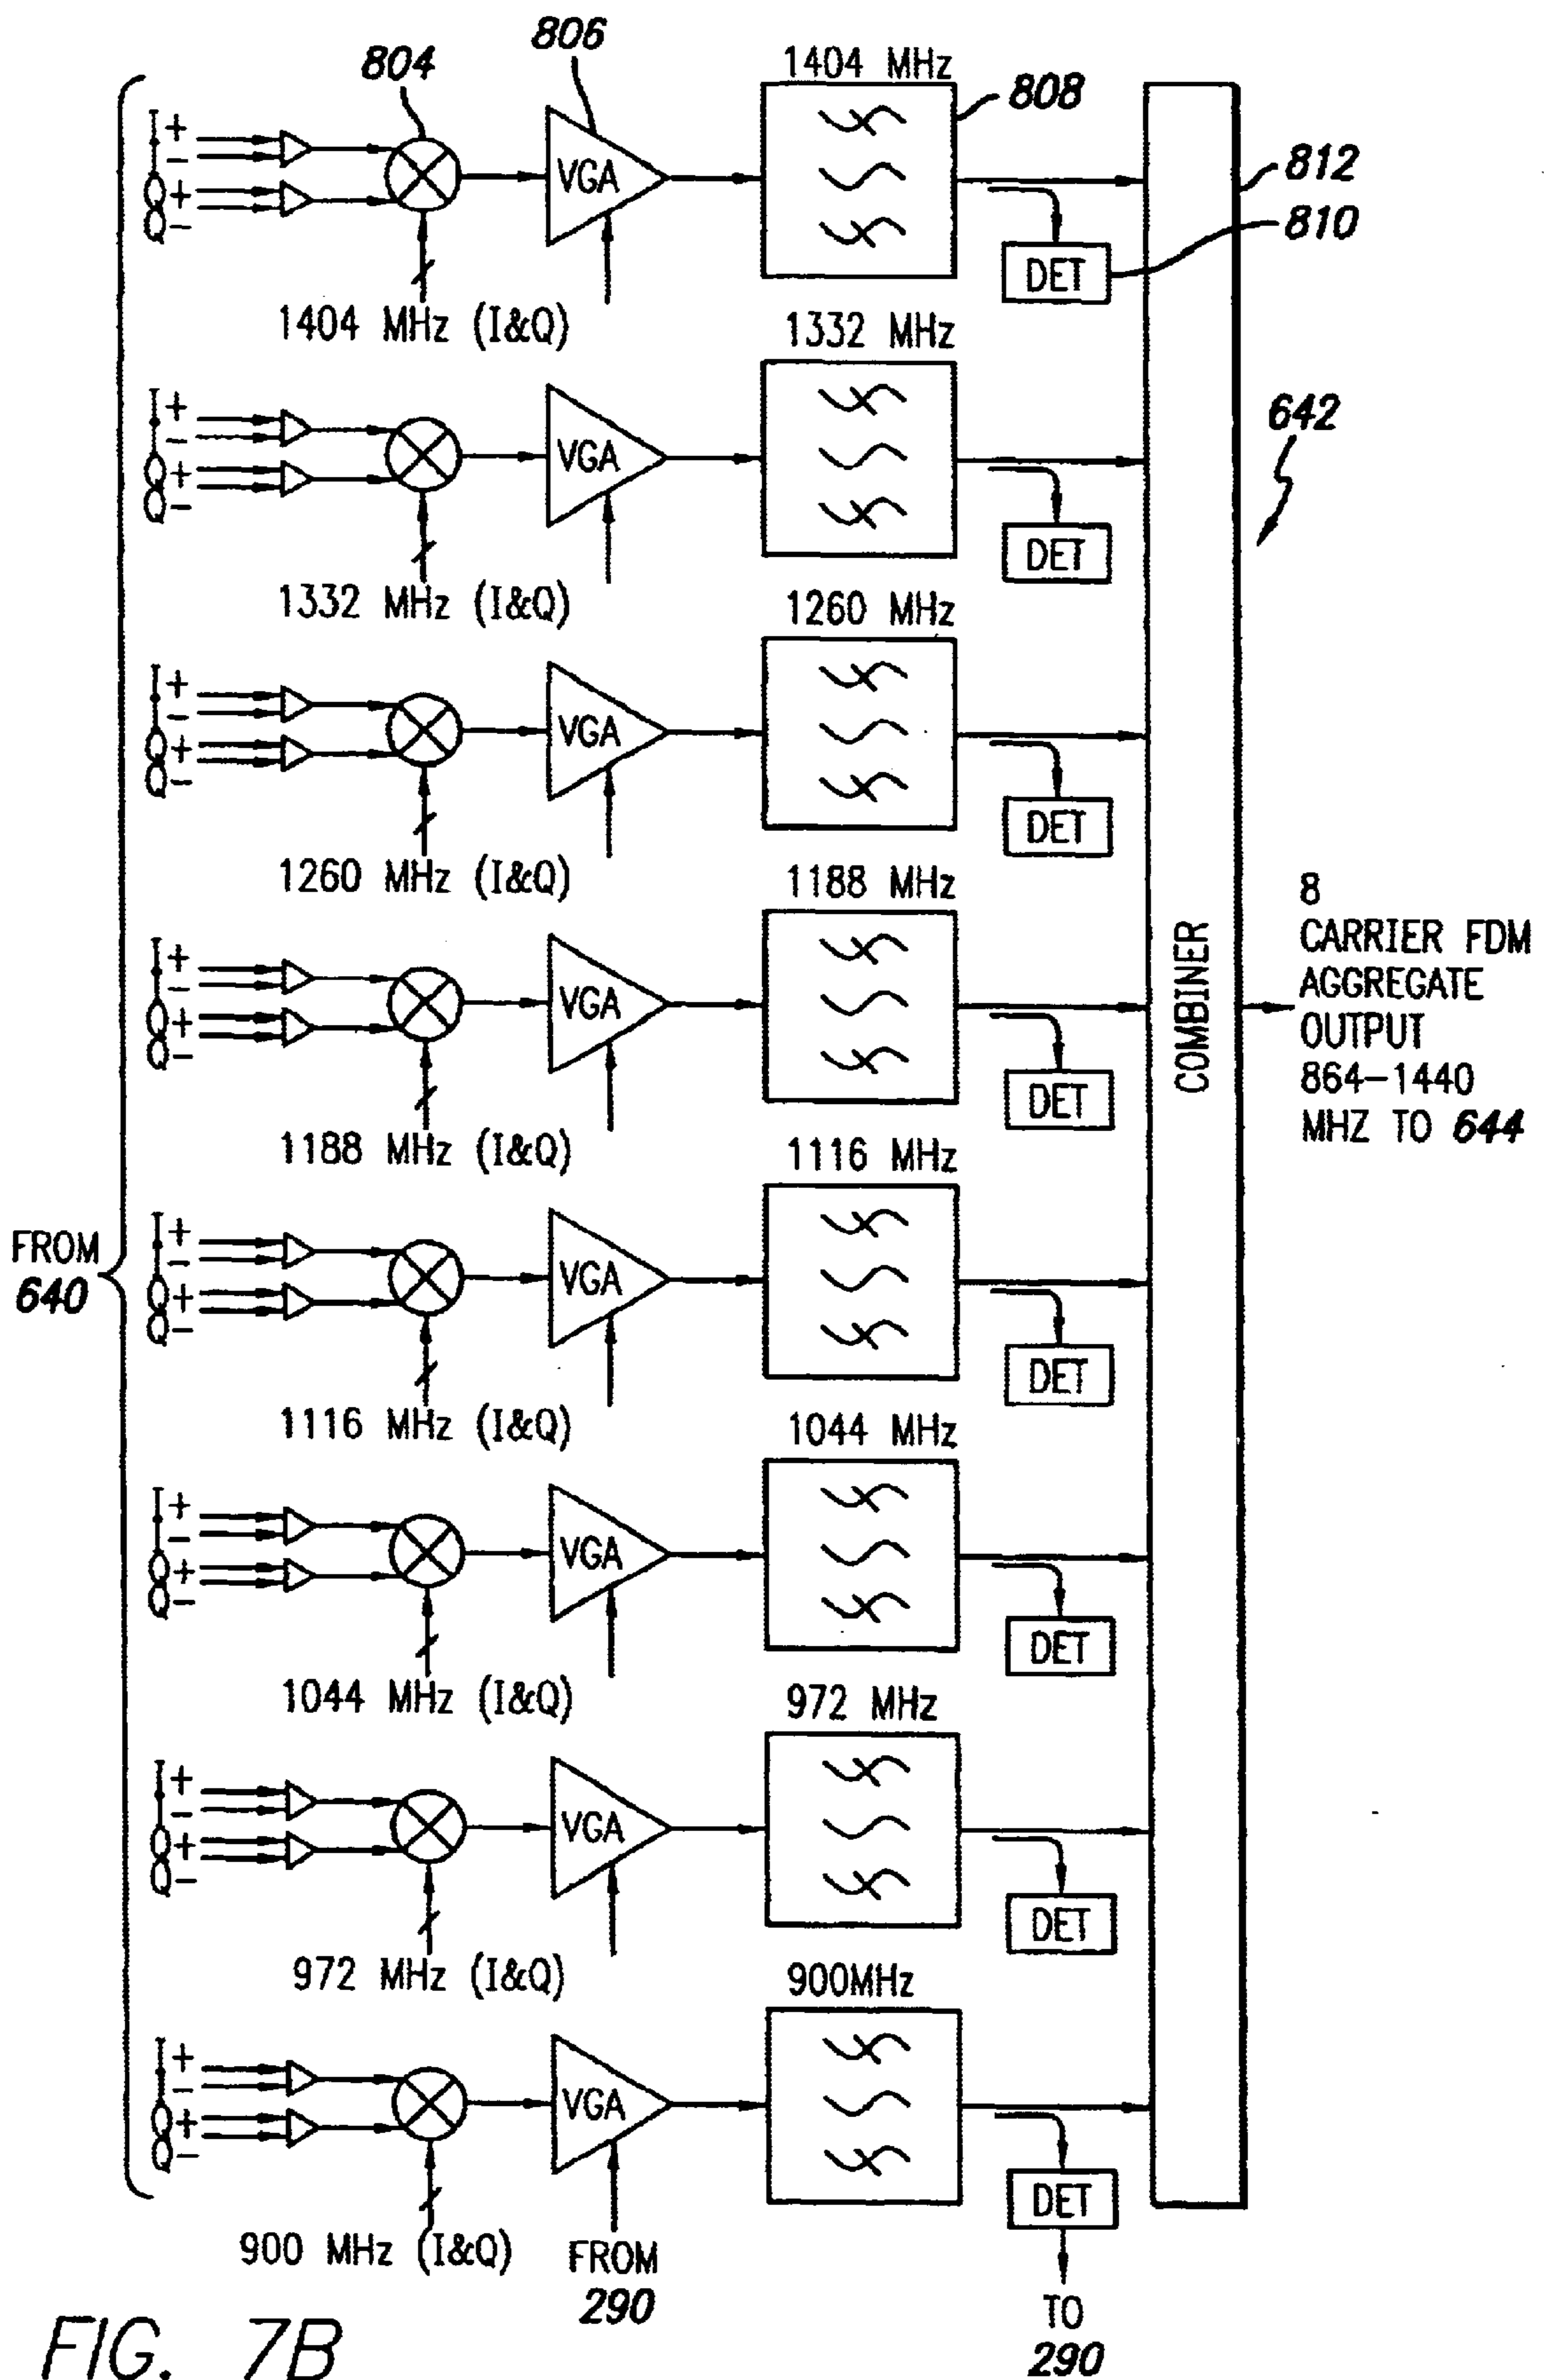 806
804
1404 MHz
808
I +
-
Q +
Q -
VGA
812
810
DET
1404 MHz (I&Q)
1332 MHz
I +
-
Q +
Q -
VGA
642
DET
1332 MHz (I&Q)
1260 MHz
I +
-
Q +
Q -
VGA
DET
1260 MHz (I&Q)
1188 MHz
8
CARRIER FDM
AGGREGATE
OUTPUT
864-1440
MHZ TO 644
COMBINER
I +
-
Q +
Q -
VGA
DET
1188 MHz (I&Q)
1116 MHz
FROM
640
I +
-
Q +
Q -
VGA
DET
1116 MHz (I&Q)
1044 MHz
I +
-
Q +
Q -
VGA
DET
1044 MHz (I&Q)
972 MHz
I +
-
Q +
Q -
VGA
DET
972 MHz (I&Q)
900MHz
I +
-
Q +
Q -
VGA
DET
900 MHz (I&Q)
FROM
290
TO
290
FIG. 7B